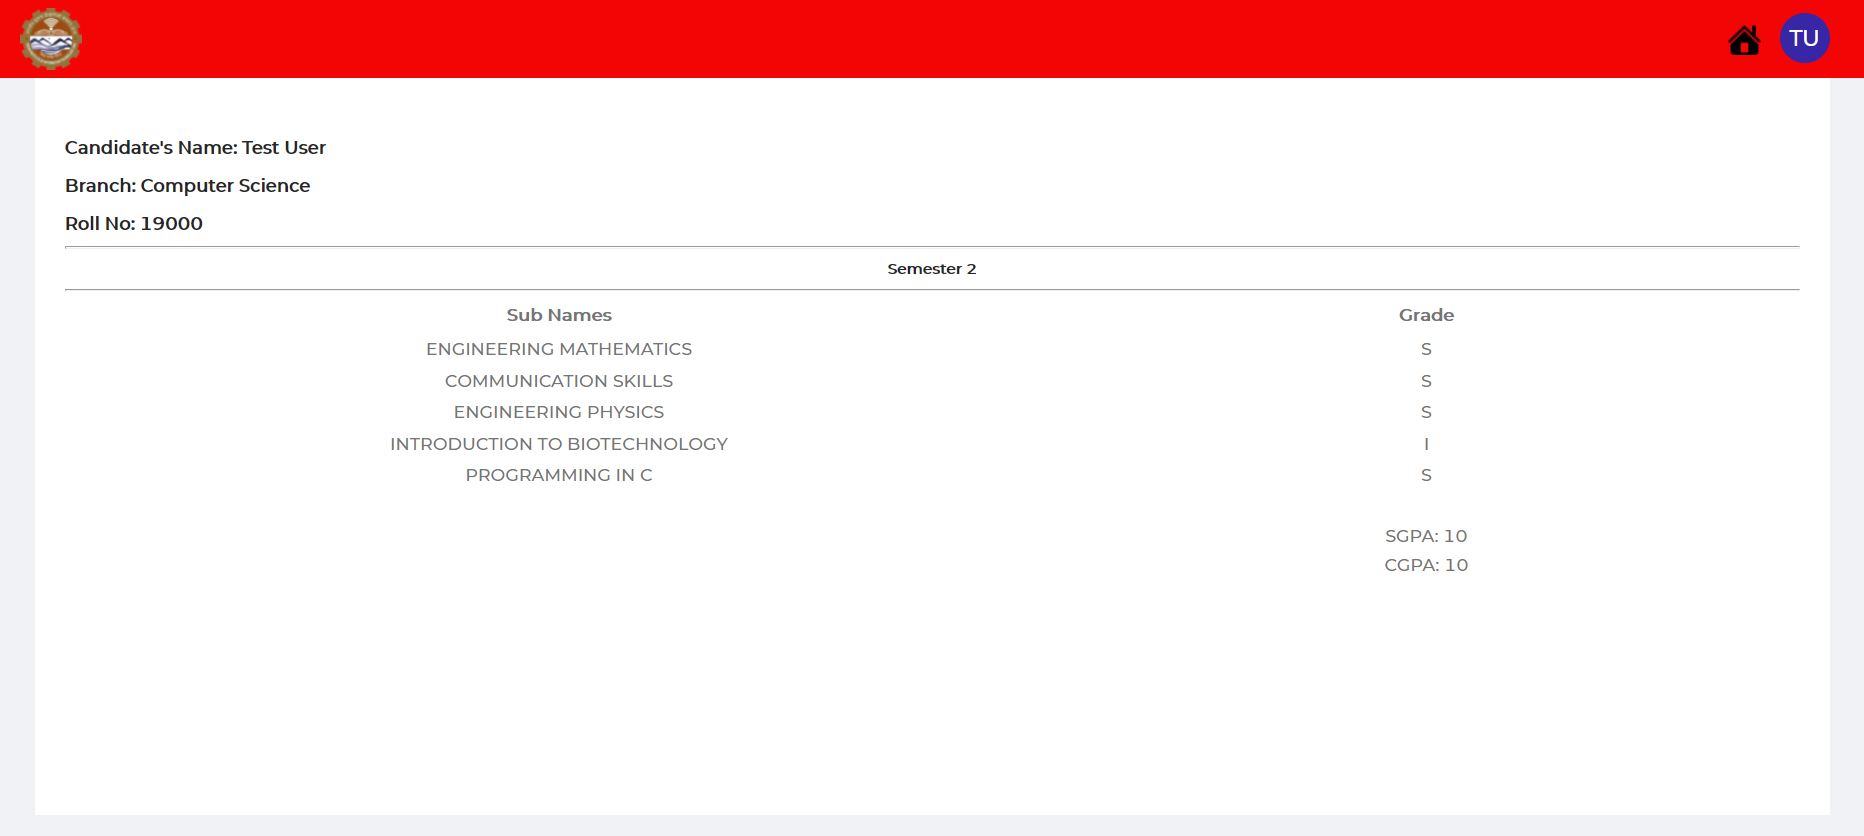 TU
Candidate's Name: Test User
Branch: Computer Science
Roll No: 19000
Semester 2
Sub Names Grade
ENGINEERING MATHEMATICS S
COMMUNICATION SKILLS S
ENGINEERING PHYSICS S
INTRODUCTION TO BIOTECHNOLOGY I
PROGRAMMING IN C S
SGPA: 10
CGPA: 10